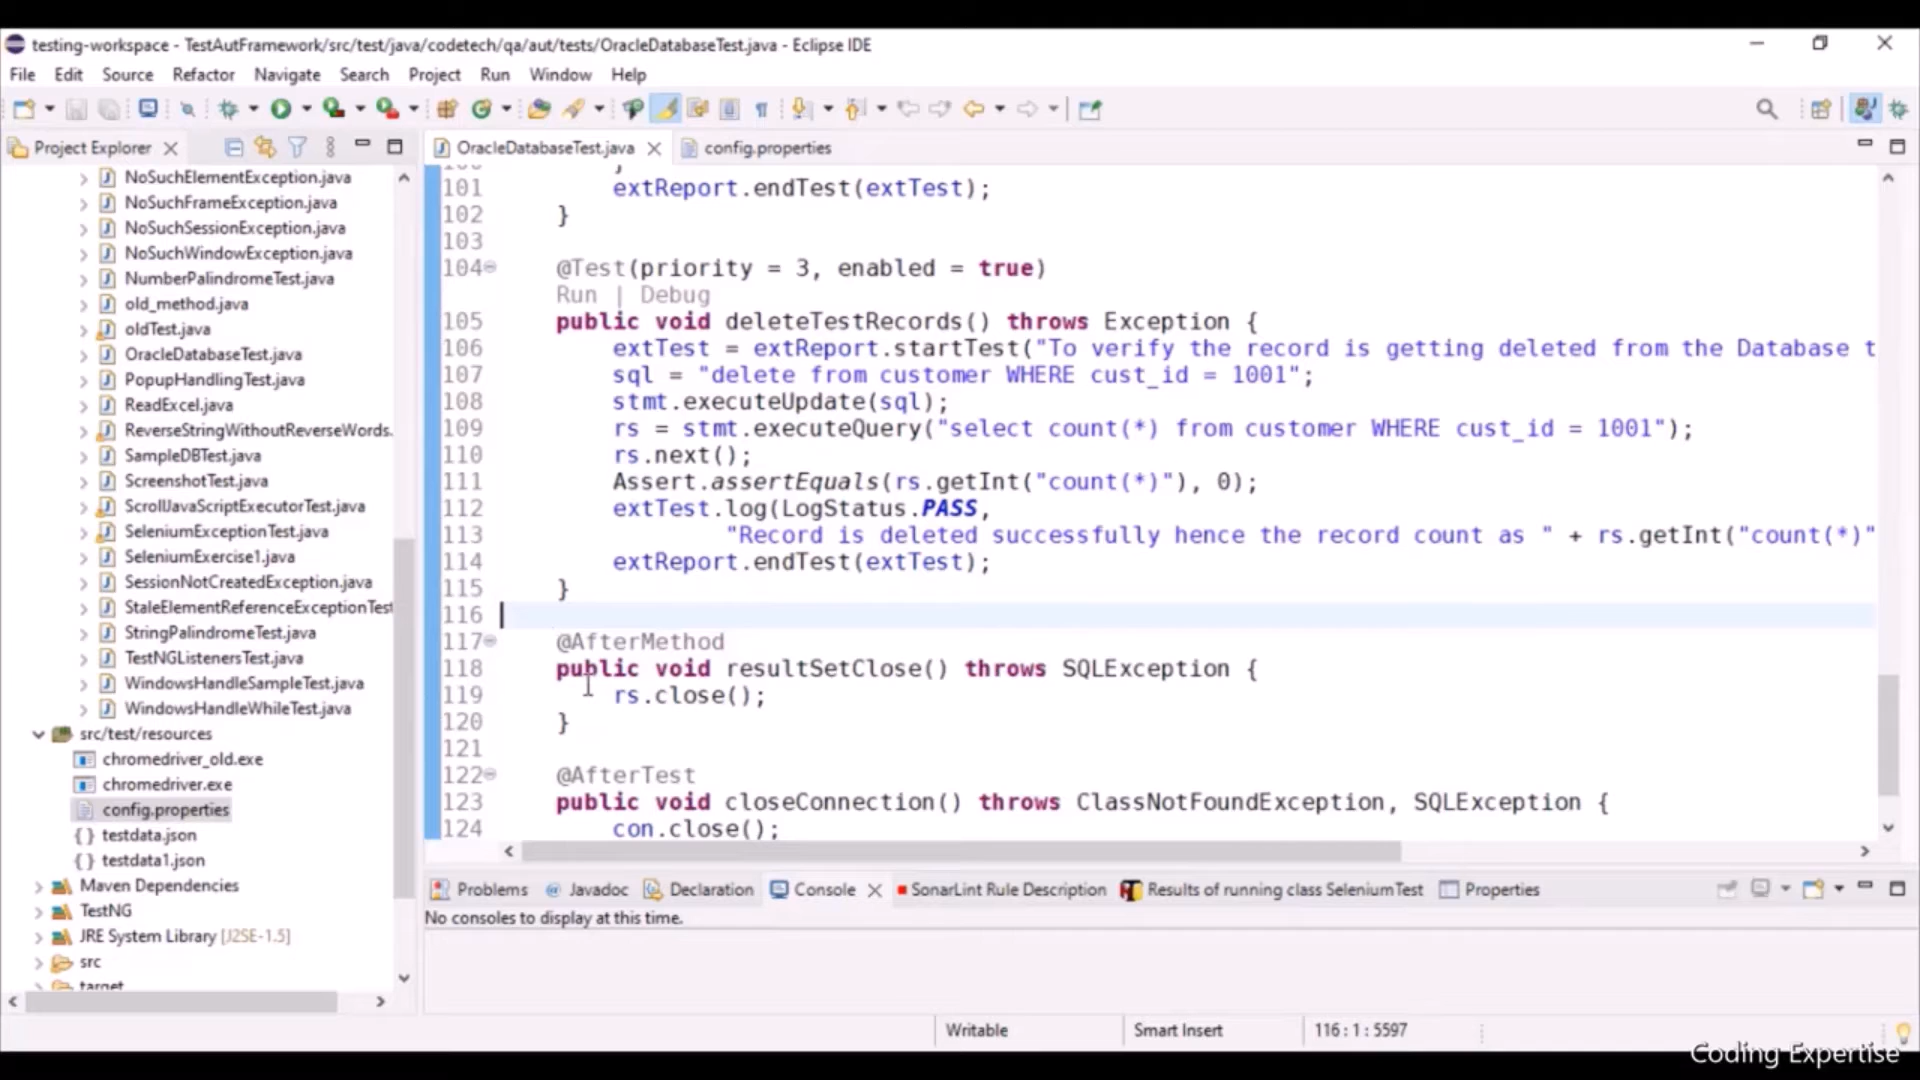 testing-workspace - TestAutFramework/src/test/java/codetech/qa/aut/tests/OracleDatabaseTest.java - Eclipse IDE
File Edit Source Refactor Navigate Search Project Run Window Help
Project Explorer
OracleDatabaseTest.java config.properties
NoSuchElementException.java
NoSuchFrameException.java
NoSuchSessionException.java
NoSuchWindowException.java
NumberPalindromeTest.java
old_method.java
oldTest.java
OracleDatabaseTest.java
PopupHandlingTest.java
ReadExcel.java
ReverseStringWithoutReverseWords.
SampleDBTest.java
ScreenshotTest.java
ScrollJavaScriptExecutorTest.java
SeleniumExceptionTest.java
SeleniumExercise1.java
SessionNotCreatedException.java
StaleElementReferenceExceptionTest
StringPalindromeTest.java
TestNGListenersTest.java
WindowsHandleSampleTest.java
WindowsHandleWhileTest.java
src/test/resources
chromedriver_old.exe
chromedriver.exe
config.properties
testdata.json
testdata1.json
Maven Dependencies
TestNG
JRE System Library [J2SE-1.5]
src
target
101 extReport.endTest(extTest);
102 }
103
104 @Test(priority = 3, enabled = true)
Run | Debug
105 public void deleteTestRecords() throws Exception {
106 extTest = extReport.startTest("To verify the record is getting deleted from the Database t
107 sql = "delete from customer WHERE cust_id = 1001";
108 stmt.executeUpdate(sql);
109 rs = stmt.executeQuery("select count(*) from customer WHERE cust_id = 1001");
110 rs.next();
111 Assert.assertEquals(rs.getInt("count(*)"), 0);
112 extTest.log(LogStatus.PASS,
113 "Record is deleted successfully hence the record count as " + rs.getInt("count(*)"
114 extReport.endTest(extTest);
115 }
116
117 @AfterMethod
118 public void resultSetClose() throws SQLException {
119 rs.close();
120 }
121
122 @AfterTest
123 public void closeConnection() throws ClassNotFoundException, SQLException {
124 con.close();
Problems Javadoc Declaration Console SonarLint Rule Description Results of running class SeleniumTest Properties
No consoles to display at this time.
Writable Smart Insert 116 : 1 : 5597
Coding Expertise